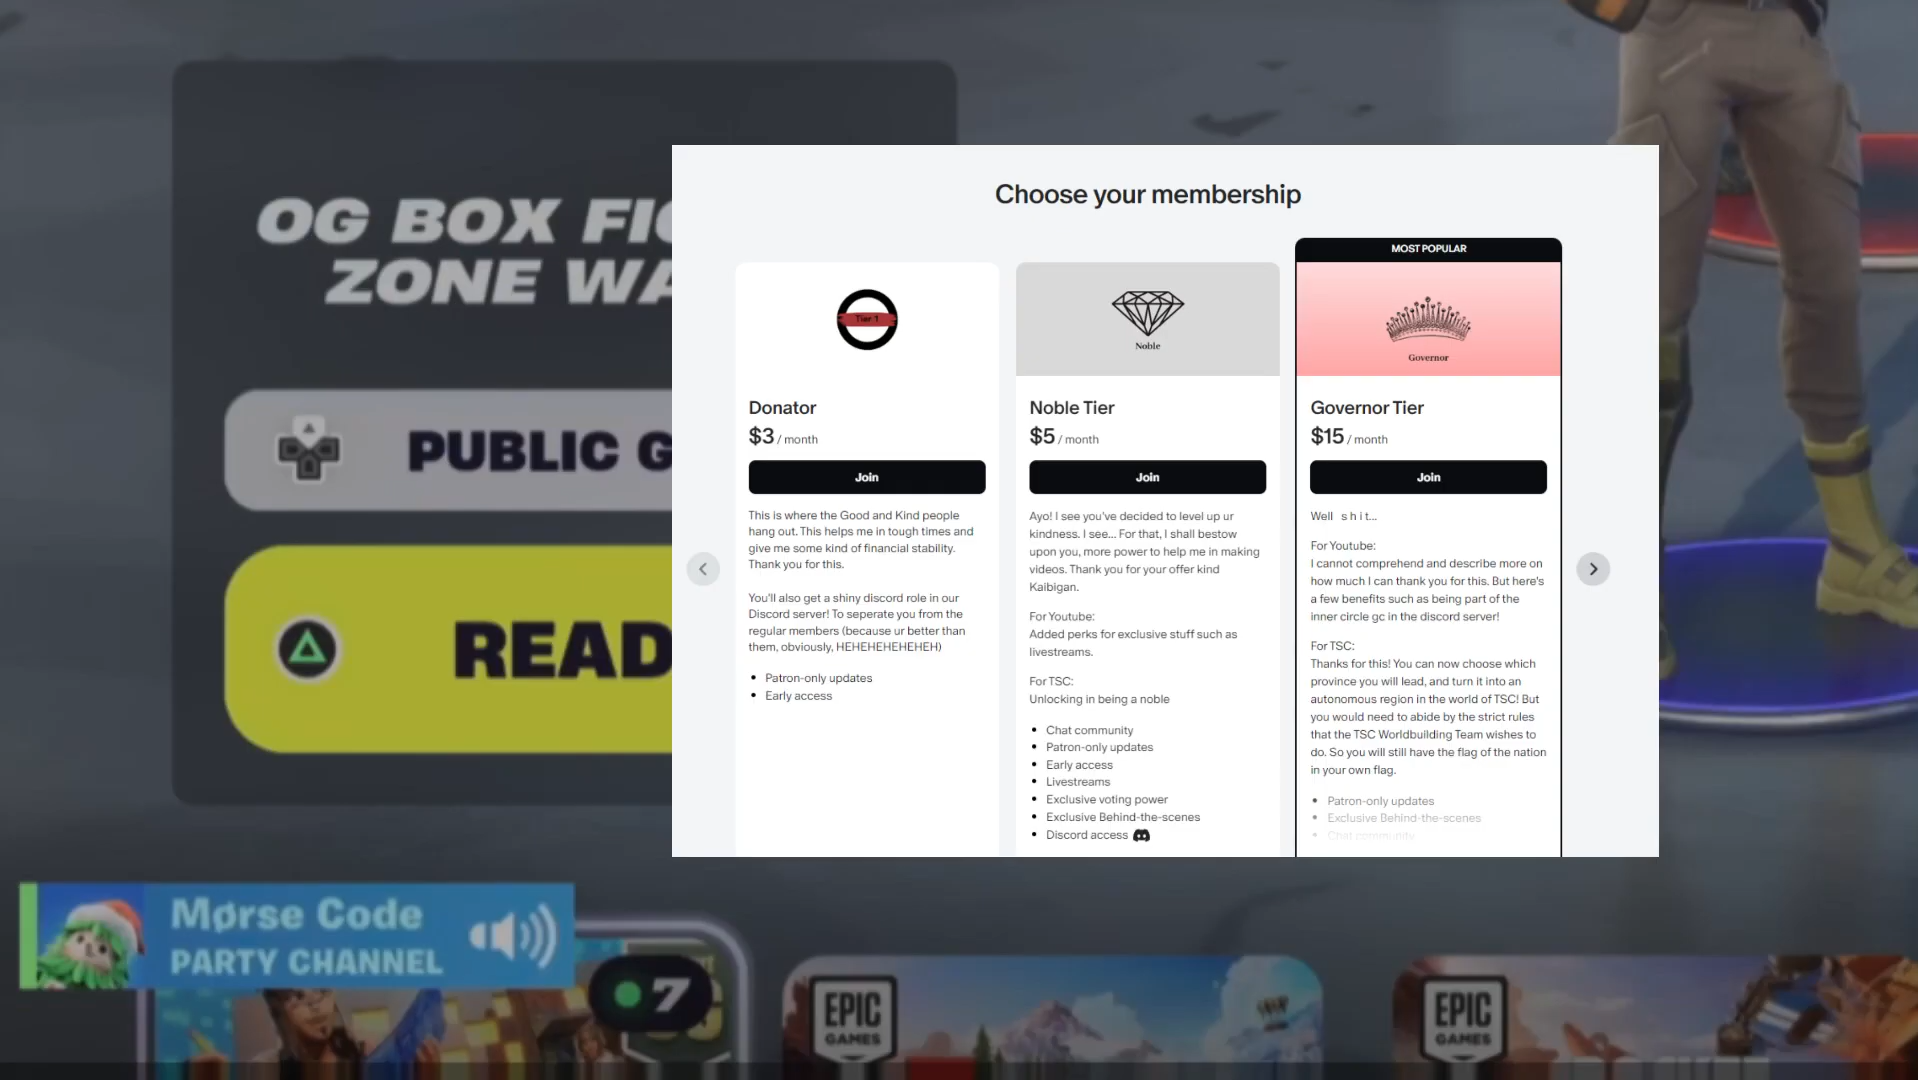 OG BOX
ZONE
PUBLIC
READ
Choose your membership
Tier 1
Donator
$3 / month
Join
This is where the Good and Kind people
hang out. This helps me in tough times and
give me some kind of financial stability.
Thank you for this.
You'll also get a shiny discord role in our
Discord server! To seperate you from the
regular members (because ur better than
them, obviously, HEHEHEHEHEHEH)
• Patron-only updates
• Early access
Noble
Noble Tier
$5 / month
Join
Ayo! I see you've decided to level up ur
kindness. I see... For that, I shall bestow
upon you, more power to help me in making
videos. Thank you for your offer kind
Kaibigan.
For Youtube:
Added perks for exclusive stuff such as
livestreams.
For TSC:
Unlocking in being a noble
• Chat community
• Patron-only updates
• Early access
• Livestreams
• Exclusive voting power
• Exclusive Behind-the-scenes
• Discord access
MOST POPULAR
Governor
Governor Tier
$15 / month
Join
Well s h i t...
For Youtube:
I cannot comprehend and describe more on
how much I can thank you for this. But here's
a few benefits such as being part of the
inner circle gc in the discord server!
For TSC:
Thanks for this! You can now choose which
province you will lead, and turn it into an
autonomous region in the world of TSC! But
you would need to abide by the strict rules
that the TSC Worldbuilding Team wishes to
do. So you will still have the flag of the nation
in your own flag.
• Patron-only updates
• Exclusive Behind-the-scenes
• Chat community
Mørse Code
PARTY CHANNEL
7
EPIC
GAMES
EPIC
GAMES